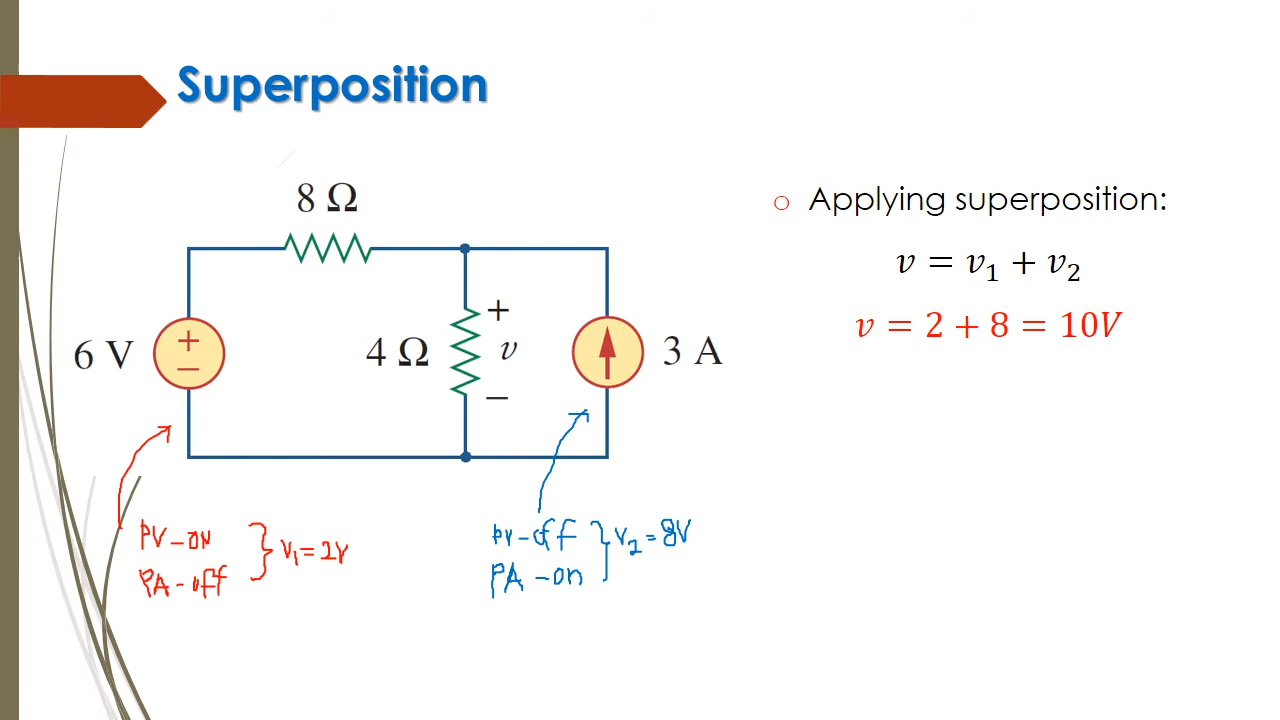 Superposition
8 Ω
6 V
+
−
4 Ω
+
v
−
3 A
○ Applying superposition:
v = v₁ + v₂
v = 2 + 8 = 10V
PV-on
PA-off
} V₁ = 2V
PV-off
PA-on
} V₂ = 8V